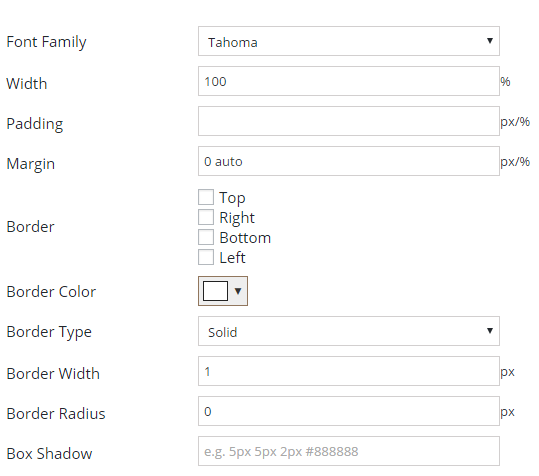 Font Family Tahoma
Width 100 %
Padding px/%
Margin 0 auto px/%
Border
Top
Right
Bottom
Left
Border Color
Border Type Solid
Border Width 1 px
Border Radius 0 px
Box Shadow e.g. 5px 5px 2px #888888